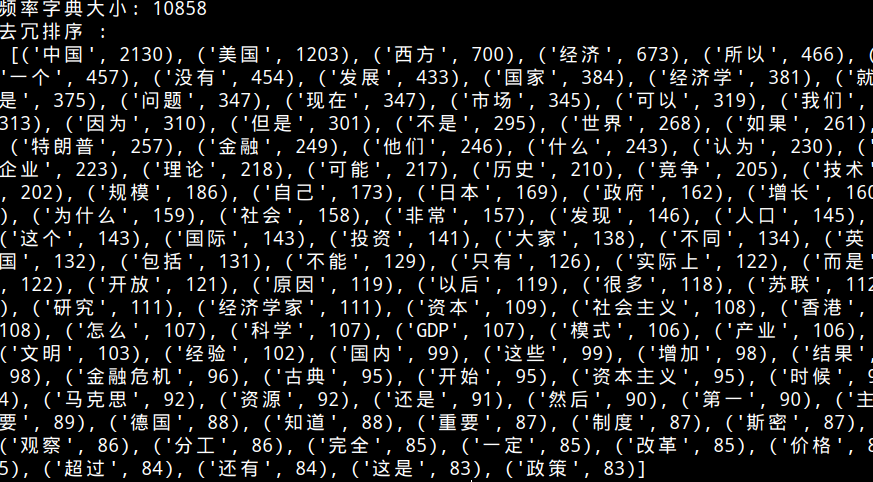 频率字典大小: 10858
去冗排序 :
[('中国', 2130), ('美国', 1203), ('西方', 700), ('经济', 673), ('所以', 466), (
'一个', 457), ('没有', 454), ('发展', 433), ('国家', 384), ('经济学', 381), ('就
是', 375), ('问题', 347), ('现在', 347), ('市场', 345), ('可以', 319), ('我们',
313), ('因为', 310), ('但是', 301), ('不是', 295), ('世界', 268), ('如果', 261),
('特朗普', 257), ('金融', 249), ('他们', 246), ('什么', 243), ('认为', 230), ('
企业', 223), ('理论', 218), ('可能', 217), ('历史', 210), ('竞争', 205), ('技术'
, 202), ('规模', 186), ('自己', 173), ('日本', 169), ('政府', 162), ('增长', 160
), ('为什么', 159), ('社会', 158), ('非常', 157), ('发现', 146), ('人口', 145),
('这个', 143), ('国际', 143), ('投资', 141), ('大家', 138), ('不同', 134), ('英
国', 132), ('包括', 131), ('不能', 129), ('只有', 126), ('实际上', 122), ('而是'
, 122), ('开放', 121), ('原因', 119), ('以后', 119), ('很多', 118), ('苏联', 112
), ('研究', 111), ('经济学家', 111), ('资本', 109), ('社会主义', 108), ('香港',
108), ('怎么', 107), ('科学', 107), ('GDP', 107), ('模式', 106), ('产业', 106),
('文明', 103), ('经验', 102), ('国内', 99), ('这些', 99), ('增加', 98), ('结果',
98), ('金融危机', 96), ('古典', 95), ('开始', 95), ('资本主义', 95), ('时候', 9
4), ('马克思', 92), ('资源', 92), ('还是', 91), ('然后', 90), ('第一', 90), ('主
要', 89), ('德国', 88), ('知道', 88), ('重要', 87), ('制度', 87), ('斯密', 87),
('观察', 86), ('分工', 86), ('完全', 85), ('一定', 85), ('改革', 85), ('价格', 8
5), ('超过', 84), ('还有', 84), ('这是', 83), ('政策', 83)]